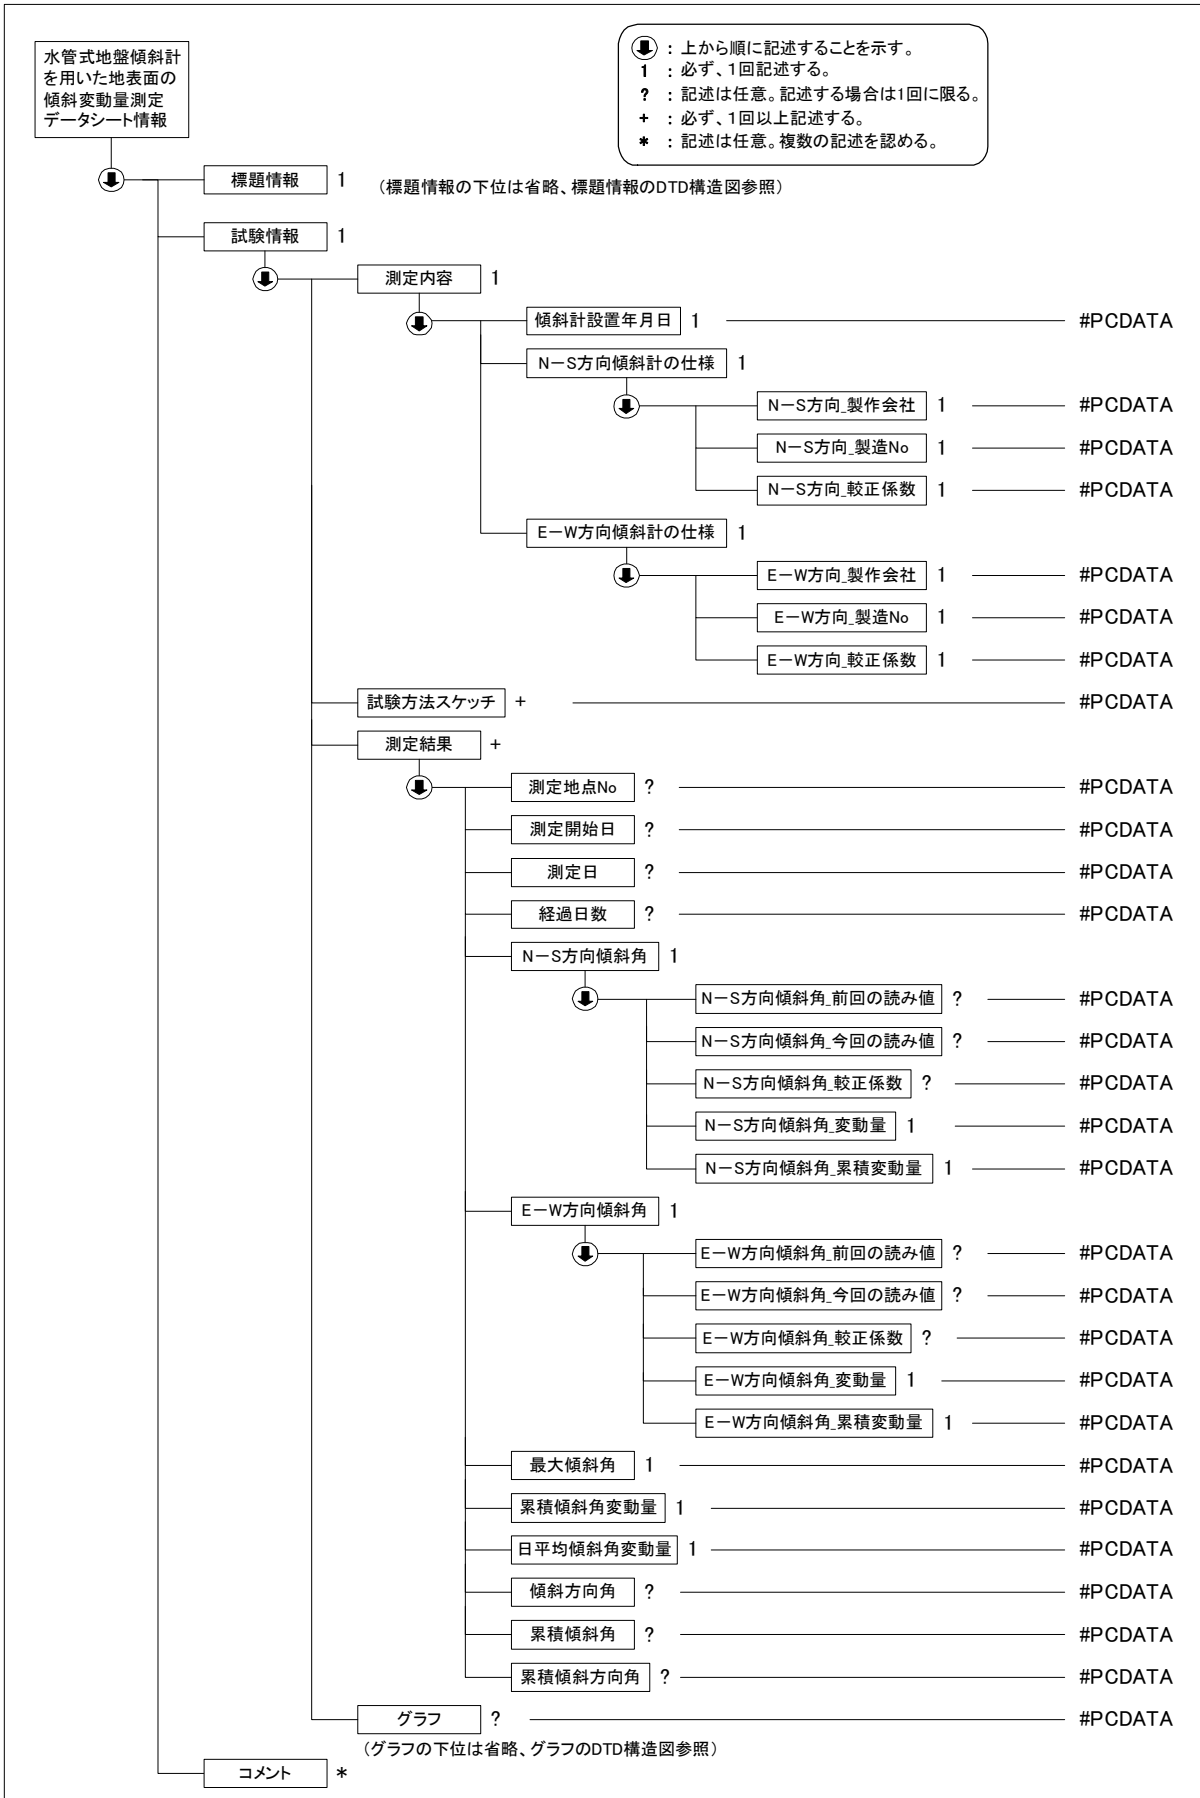 水管式地盤傾斜計
を用いた地表面の
傾斜変動量測定
データシート情報
：上から順に記述することを示す。
1 ：必ず、1回記述する。
? ：記述は任意。記述する場合は1回に限る。
+ ：必ず、1回以上記述する。
* ：記述は任意。複数の記述を認める。
標題情報 1 （標題情報の下位は省略、標題情報のDTD構造図参照）
試験情報 1
測定内容 1
傾斜計設置年月日 1 #PCDATA
N－S方向傾斜計の仕様 1
N－S方向_製作会社 1 #PCDATA
N－S方向_製造No 1 #PCDATA
N－S方向_較正係数 1 #PCDATA
E－W方向傾斜計の仕様 1
E－W方向_製作会社 1 #PCDATA
E－W方向_製造No 1 #PCDATA
E－W方向_較正係数 1 #PCDATA
試験方法スケッチ + #PCDATA
測定結果 +
測定地点No ? #PCDATA
測定開始日 ? #PCDATA
測定日 ? #PCDATA
経過日数 ? #PCDATA
N－S方向傾斜角 1
N－S方向傾斜角_前回の読み値 ? #PCDATA
N－S方向傾斜角_今回の読み値 ? #PCDATA
N－S方向傾斜角_較正係数 ? #PCDATA
N－S方向傾斜角_変動量 1 #PCDATA
N－S方向傾斜角_累積変動量 1 #PCDATA
E－W方向傾斜角 1
E－W方向傾斜角_前回の読み値 ? #PCDATA
E－W方向傾斜角_今回の読み値 ? #PCDATA
E－W方向傾斜角_較正係数 ? #PCDATA
E－W方向傾斜角_変動量 1 #PCDATA
E－W方向傾斜角_累積変動量 1 #PCDATA
最大傾斜角 1 #PCDATA
累積傾斜角変動量 1 #PCDATA
日平均傾斜角変動量 1 #PCDATA
傾斜方向角 ? #PCDATA
累積傾斜角 ? #PCDATA
累積傾斜方向角 ? #PCDATA
グラフ ? #PCDATA
（グラフの下位は省略、グラフのDTD構造図参照）
コメント *